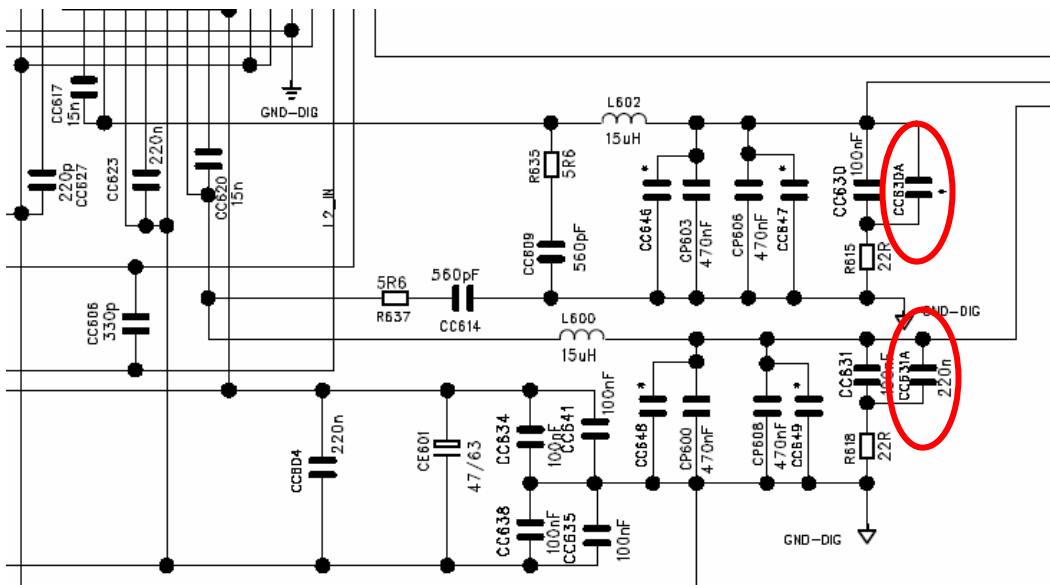 CC617
15n
220p
CC627
CC623
220n
CC620
15n
GND-DIG
L2_IN
CC606
330p
L602
15uH
R635
5R6
CC609
560pF
5R6
R637
560pF
CC614
*
CC646
CP603
470nF
CP606
470nF
*
CC647
CC630
100nF
CC630A
*
R615
22R
GND-DIG
L600
15uH
*
CC648
CP600
470nF
CP608
470nF
*
CC649
CC631
100nF
CC631A
220n
R618
22R
GND-DIG
CC604
220n
CE601
47/63
CC634
100nF
CC641
100nF
CC638
100nF
CC635
100nF